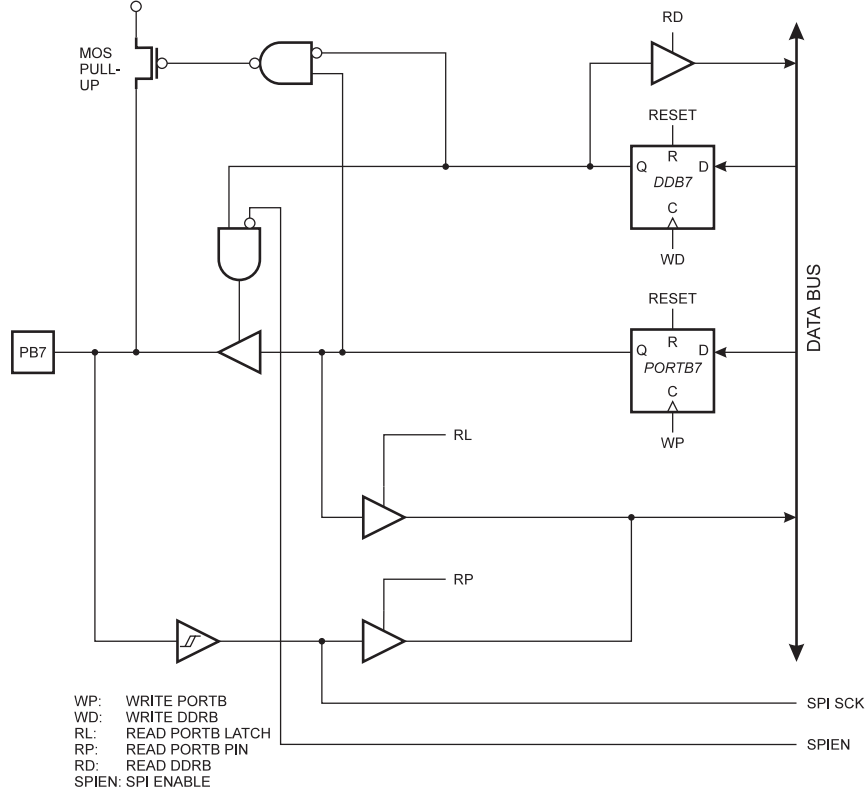 RD
MOS
PULL-
UP
RESET
R
Q
D
DDB7
C
WD
DATA BUS
RESET
R
PB7
Q
D
PORTB7
C
WP
RL
RP
WP: WRITE PORTB
WD: WRITE DDRB
RL: READ PORTB LATCH
RP: READ PORTB PIN
RD: READ DDRB
SPIEN: SPI ENABLE
SPI SCK
SPIEN